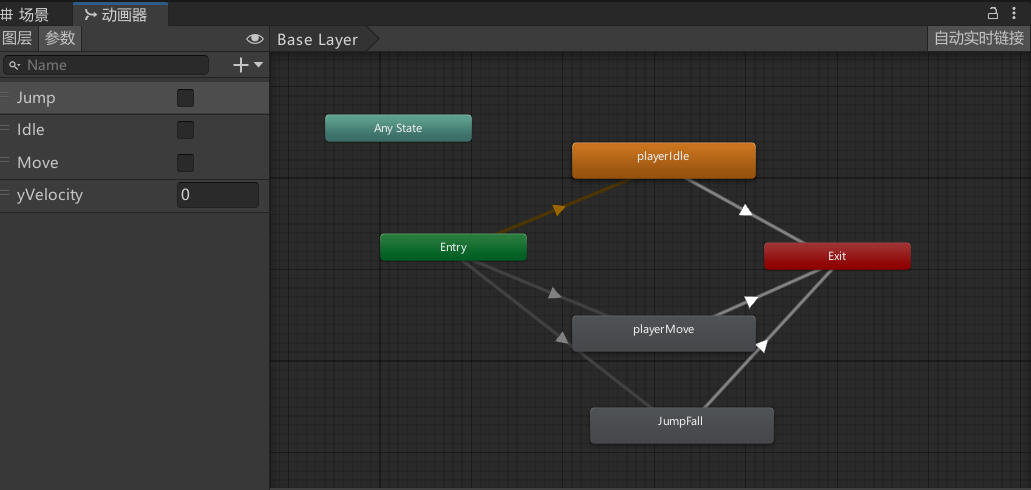 场景
动画器
图层
参数
Base Layer
自动实时链接
Name
Jump
Idle
Move
yVelocity
0
Any State
playerIdle
Entry
Exit
playerMove
JumpFall